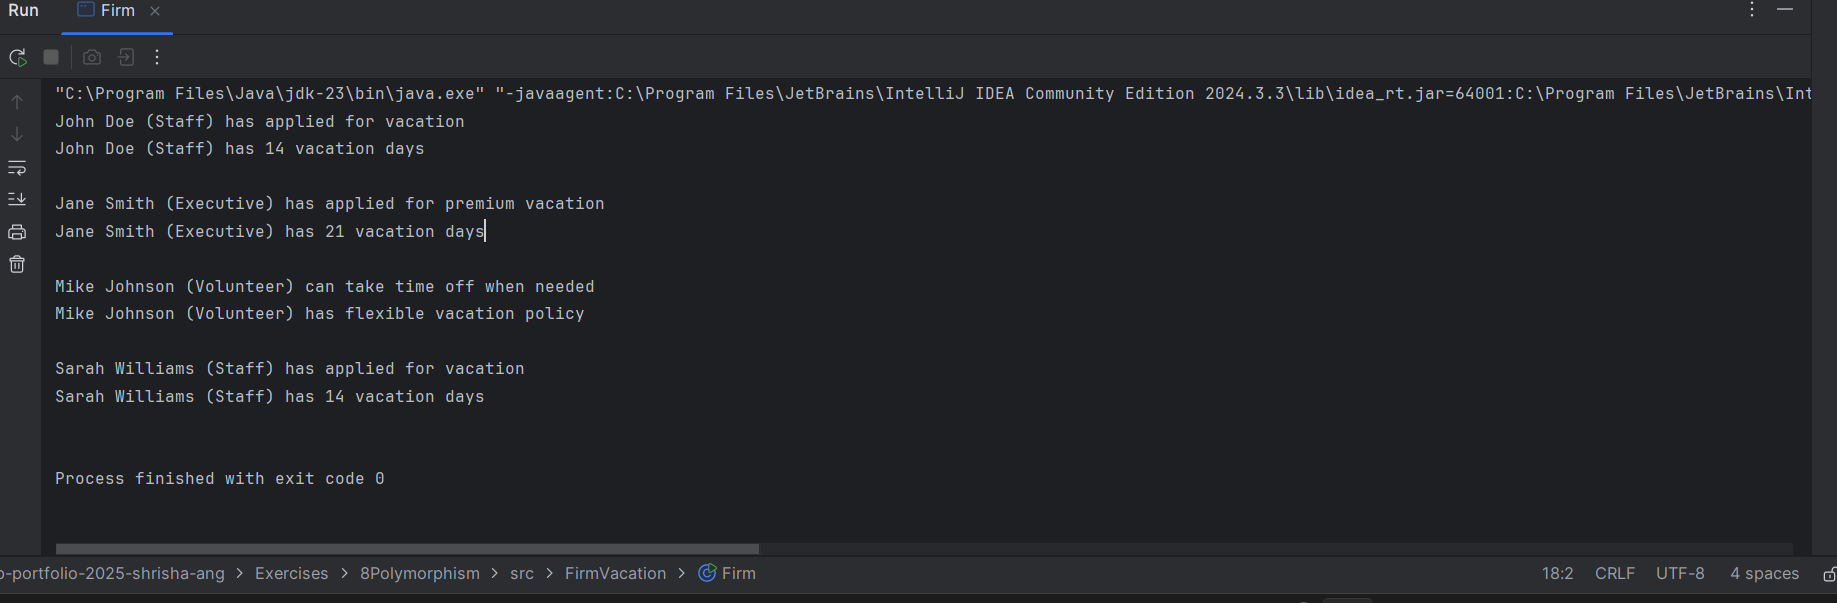 Run Firm
"C:\Program Files\Java\jdk-23\bin\java.exe" "-javaagent:C:\Program Files\JetBrains\IntelliJ IDEA Community Edition 2024.3.3\lib\idea_rt.jar=64001:C:\Program Files\JetBrains\Int
John Doe (Staff) has applied for vacation
John Doe (Staff) has 14 vacation days
Jane Smith (Executive) has applied for premium vacation
Jane Smith (Executive) has 21 vacation days
Mike Johnson (Volunteer) can take time off when needed
Mike Johnson (Volunteer) has flexible vacation policy
Sarah Williams (Staff) has applied for vacation
Sarah Williams (Staff) has 14 vacation days
Process finished with exit code 0
-portfolio-2025-shrisha-ang > Exercises > 8Polymorphism > src > FirmVacation > Firm 18:2 CRLF UTF-8 4 spaces